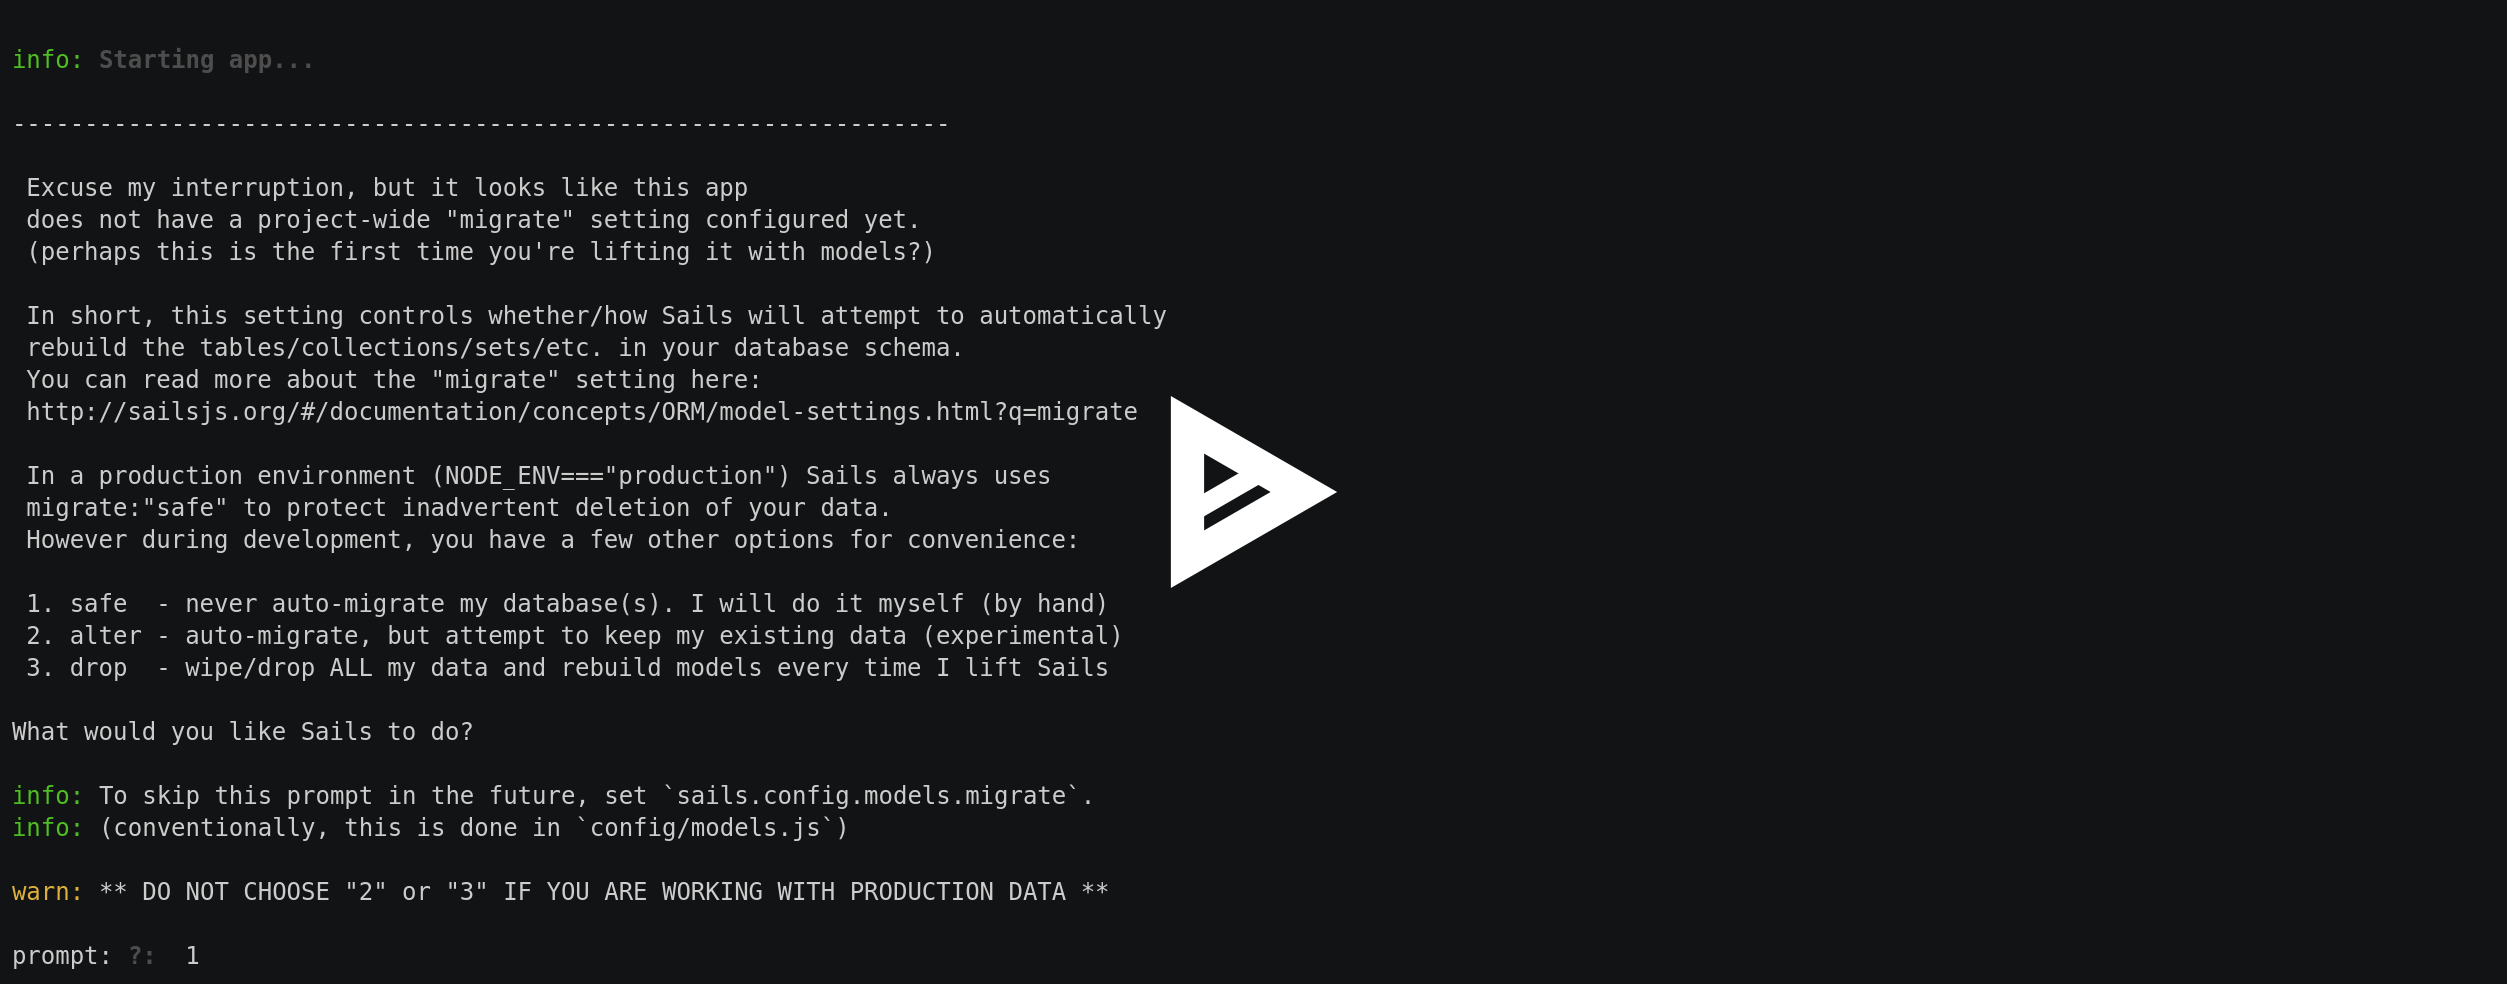 info: Starting app...
-----------------------------------------------------------------
Excuse my interruption, but it looks like this app
does not have a project-wide "migrate" setting configured yet.
(perhaps this is the first time you're lifting it with models?)
In short, this setting controls whether/how Sails will attempt to automatically
rebuild the tables/collections/sets/etc. in your database schema.
You can read more about the "migrate" setting here:
http://sailsjs.org/#/documentation/concepts/ORM/model-settings.html?q=migrate
In a production environment (NODE_ENV==="production") Sails always uses
migrate:"safe" to protect inadvertent deletion of your data.
However during development, you have a few other options for convenience:
1. safe  - never auto-migrate my database(s). I will do it myself (by hand)
2. alter - auto-migrate, but attempt to keep my existing data (experimental)
3. drop  - wipe/drop ALL my data and rebuild models every time I lift Sails
What would you like Sails to do?
info: To skip this prompt in the future, set `sails.config.models.migrate`.
info: (conventionally, this is done in `config/models.js`)
warn: ** DO NOT CHOOSE "2" or "3" IF YOU ARE WORKING WITH PRODUCTION DATA **
prompt: ?:  1